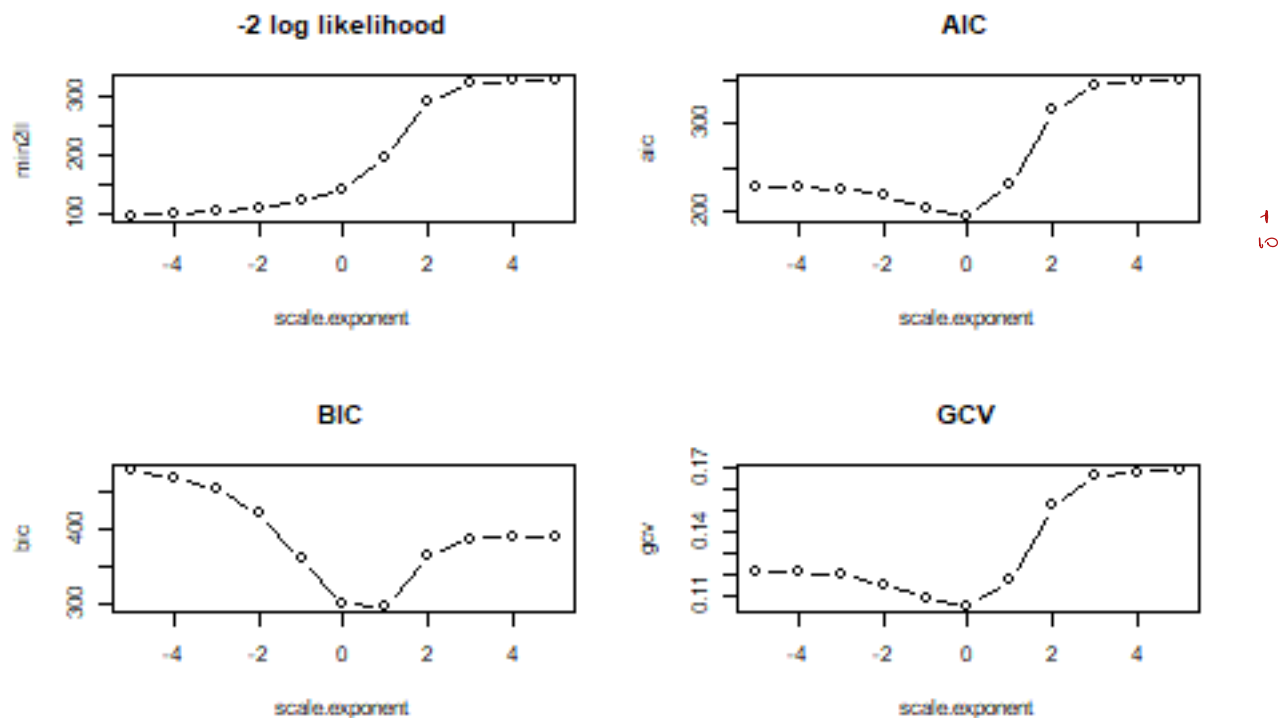 -2 log likelihood
min2ll
100 200 300
-4 -2 0 2 4
scale.exponent
AIC
aic
200 300
-4 -2 0 2 4
scale.exponent
BIC
bic
300 400
-4 -2 0 2 4
scale.exponent
GCV
gcv
0.11 0.14 0.17
-4 -2 0 2 4
scale.exponent